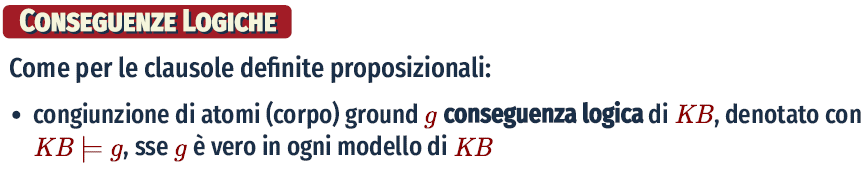 Conseguenze Logiche
Come per le clausole definite proposizionali:
• congiunzione di atomi (corpo) ground g conseguenza logica di KB, denotato con
KB ⊨ g, sse g è vero in ogni modello di KB